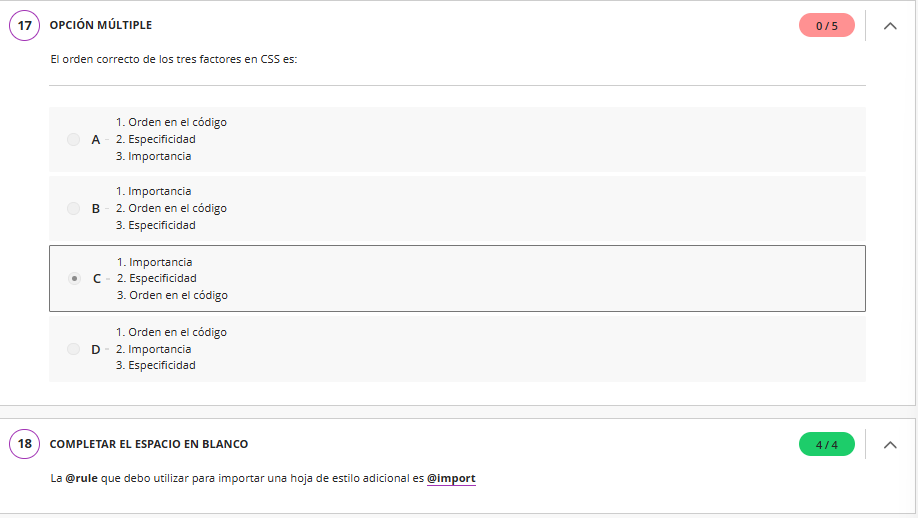 17 OPCIÓN MÚLTIPLE 0 / 5
El orden correcto de los tres factores en CSS es:
1. Orden en el código
A - 2. Especificidad
3. Importancia
1. Importancia
B - 2. Orden en el código
3. Especificidad
1. Importancia
C - 2. Especificidad
3. Orden en el código
1. Orden en el código
D - 2. Importancia
3. Especificidad
18 COMPLETAR EL ESPACIO EN BLANCO 4 / 4
La @rule que debo utilizar para importar una hoja de estilo adicional es @import